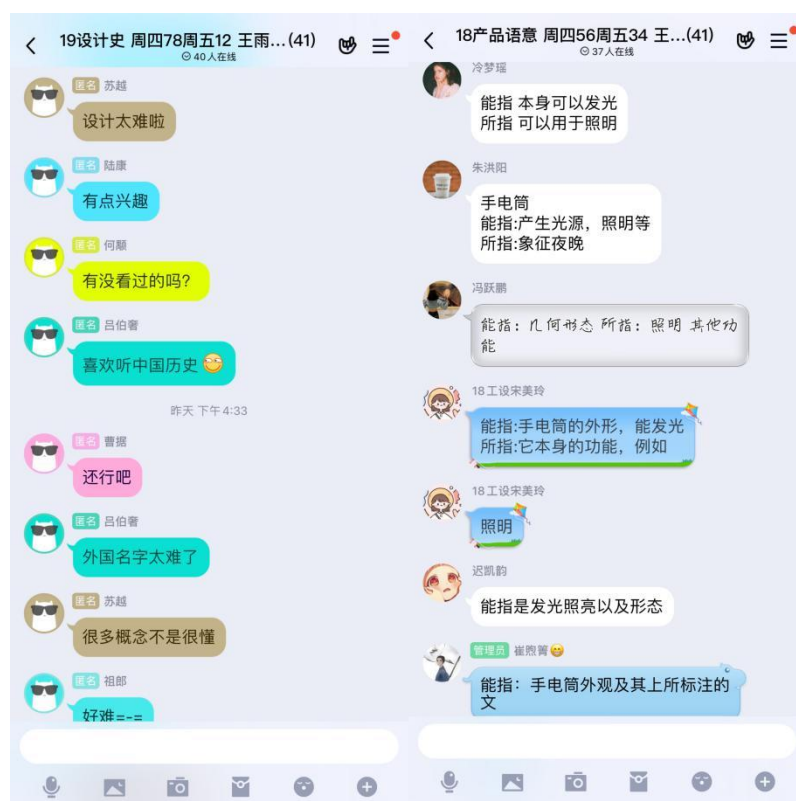 19设计史 周四78周五12 王雨...(41)
40人在线
匿名 苏越
设计太难啦
匿名 陆康
有点兴趣
匿名 何颙
有没看过的吗?
匿名 吕伯奢
喜欢听中国历史
昨天 下午4:33
匿名 曹据
还行吧
匿名 吕伯奢
外国名字太难了
匿名 苏越
很多概念不是很懂
匿名 祖郎
好难=-=
18产品语意 周四56周五34 王...(41)
37人在线
冷梦瑶
能指 本身可以发光
所指 可以用于照明
朱洪阳
手电筒
能指:产生光源，照明等
所指:象征夜晚
冯跃鹏
能指：几何形态 所指：照明 其他功
能
18工设宋美玲
能指:手电筒的外形，能发光
所指:它本身的功能，例如
18工设宋美玲
照明
迟凯韵
能指是发光照亮以及形态
管理员 崔煦菁
能指：手电筒外观及其上所标注的
文